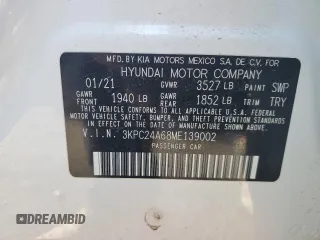 MFD. BY KIA MOTORS MEXICO S.A. DE C.V. FOR
HYUNDAI MOTOR COMPANY
01/21 GVWR 3527 LB PAINT SWP
GAWR FRONT 1940 LB GAWR REAR 1852 LB TRIM TRY
THIS VEHICLE CONFORMS TO ALL APPLICABLE
FEDERAL MOTOR VEHICLE SAFETY, BUMPER, AND THEFT
PREVENTION STANDARDS IN EFFECT ON THE DATE OF
MANUFACTURE SHOWN ABOVE.
V.I.N. 3KPC24A68ME139002
PASSENGER CAR
DREAMBID